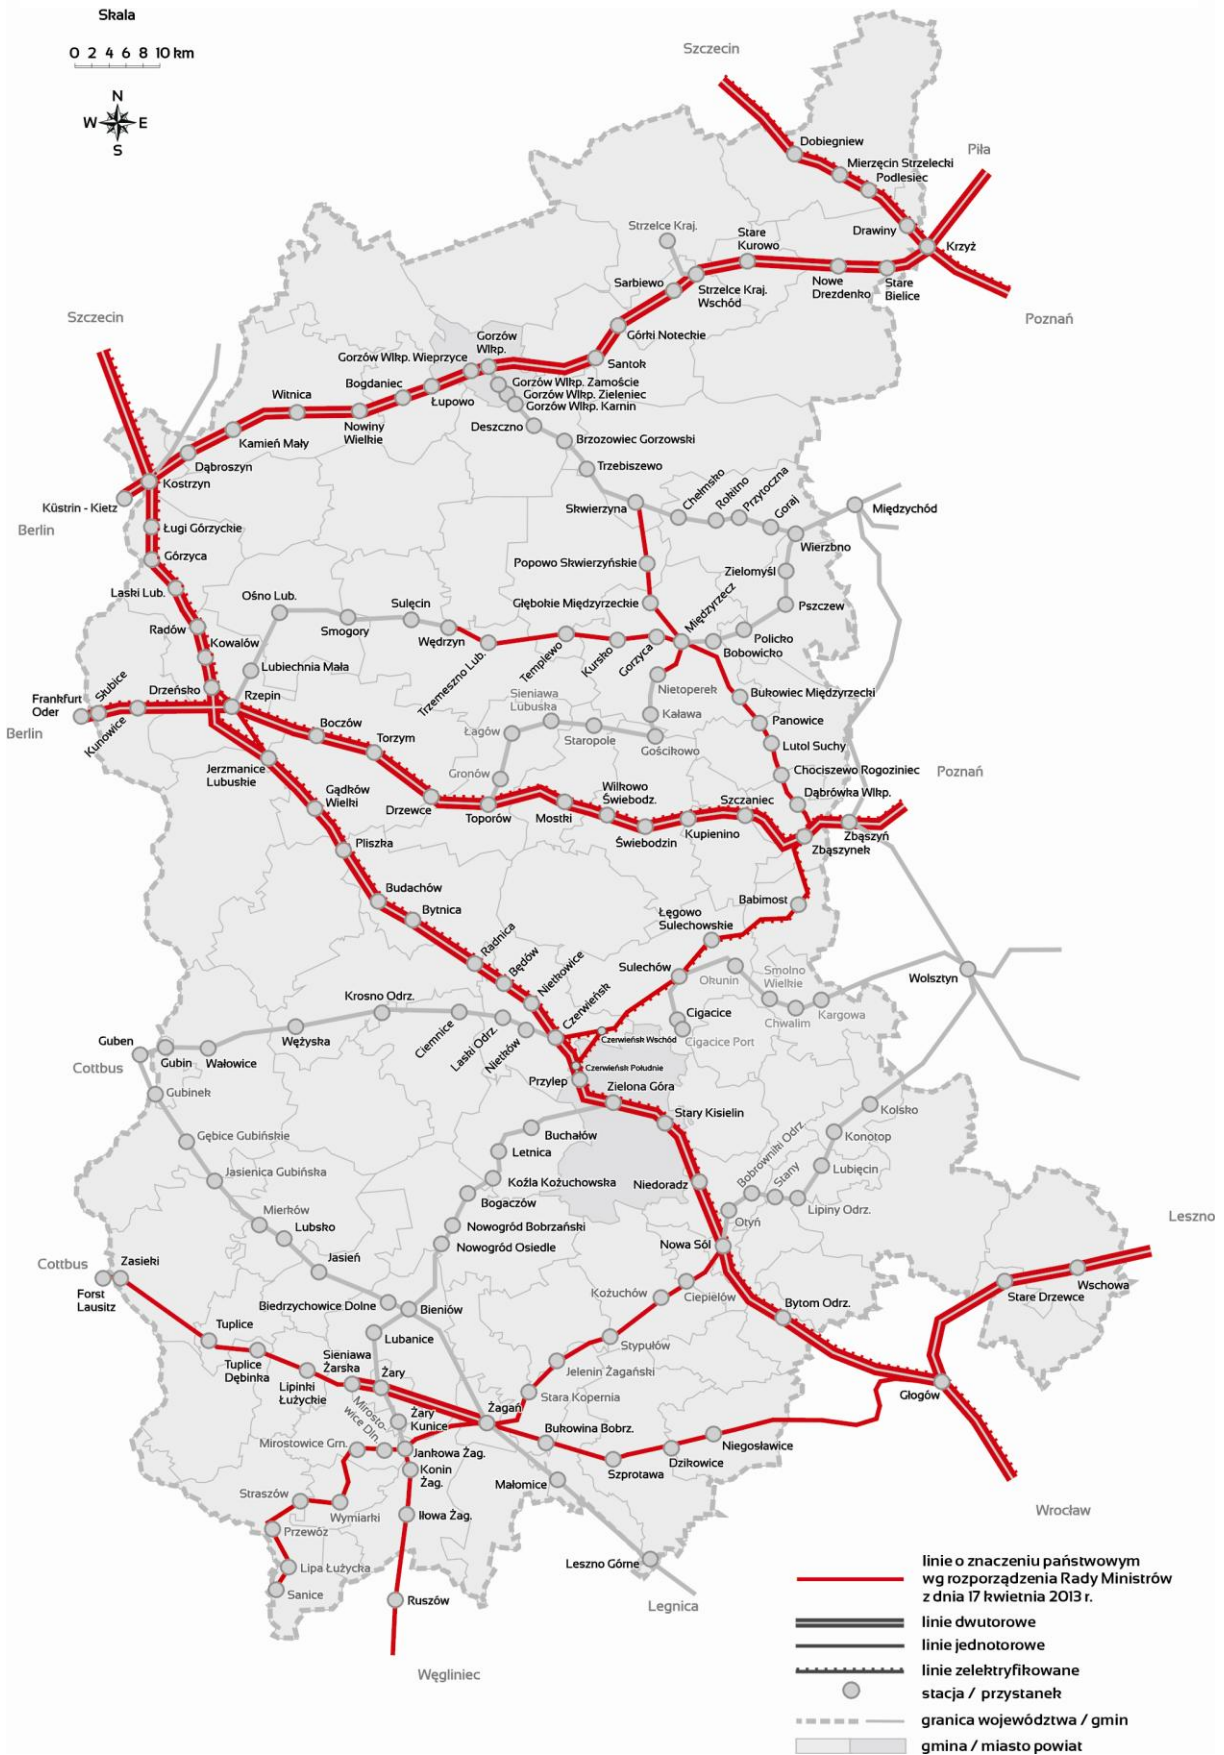 Skala
0 2 4 6 8 10 km
N
W E
S
Szczecin
Dobiegniew
Mierzęcin Strzelecki
Podlesiec
Piła
Drawiny
Krzyż
Strzelce Kraj.
Stare
Kurowo
Sarbiewo
Strzelce Kraj.
Wschód
Nowe
Drezdenko
Stare
Bielice
Poznań
Szczecin
Górki Noteckie
Gorzów
Wlkp.
Santok
Gorzów Wlkp. Wieprzyce
Bogdaniec
Witnica
Łupowo
Gorzów Wlkp. Zamoście
Gorzów Wlkp. Zieleniec
Gorzów Wlkp. Karnin
Nowiny
Wielkie
Kamień Mały
Deszczno
Brzozowiec Gorzowski
Dąbroszyn
Trzebiszewo
Kostrzyn
Küstrin - Kietz
Skwierzyna
Chełmsko
Rokitno
Przytoczna
Goraj
Międzychód
Berlin
Ługi Górzyckie
Wierzbno
Górzyca
Popowo Skwierzyńskie
Zielomyśl
Laski Lub.
Ośno Lub.
Sulęcin
Głębokie Międzyrzeckie
Międzyrzecz
Pszczew
Radów
Smogory
Wędrzyn
Kowalów
Policko
Bobowicko
Trzemeszno Lub.
Templewo
Kursko
Gorzyca
Lubiechnia Mała
Drzeńsko
Rzepin
Nietoperek
Bukowiec Międzyrzecki
Frankfurt
Oder
Słubice
Kunowice
Sieniawa
Lubuska
Kaława
Panowice
Berlin
Boczów
Łagów
Staropole
Gościkowo
Lutol Suchy
Torzym
Jerzmanice
Lubuskie
Gronów
Chociszewo Rogoziniec
Poznań
Gądków
Wielki
Drzewce
Toporów
Mostki
Wilkowo
Świebodz.
Szczaniec
Dąbrówka Wlkp.
Świebodzin
Kupienino
Zbąszyń
Zbąszynek
Pliszka
Budachów
Bytnica
Babimost
Łęgowo
Sulechowskie
Radnica
Będów
Nietkowice
Sulechów
Okunin
Smolno
Wielkie
Wolsztyn
Krosno Odrz.
Czerwieńsk
Cigacice
Chwalim
Kargowa
Guben
Gubin
Wałowice
Wężyska
Ciemnice
Laski Odrz.
Nietków
Czerwieńsk Wschód
Cigacice Port
Cottbus
Czerwieńsk Południe
Przylep
Zielona Góra
Gubinek
Stary Kisielin
Kolsko
Buchałów
Gębice Gubińskie
Letnica
Bobrowniki Odrz.
Stany
Konotop
Lubięcin
Jasienica Gubińska
Koźla Kożuchowska
Niedoradz
Bogaczów
Otyń
Lipiny Odrz.
Mierków
Lubsko
Nowogród Bobrzański
Leszno
Nowogród Osiedle
Nowa Sól
Cottbus
Zasieki
Jasień
Forst
Lausitz
Biedrzychowice Dolne
Bieniów
Kożuchów
Ciepielów
Stare Drzewce
Wschowa
Tuplice
Lubanice
Bytom Odrz.
Stypułów
Tuplice
Dębinka
Sieniawa
Żarska
Żary
Jelenin Żagański
Lipinki
Łużyckie
Stara Kopernia
Głogów
Mirosto-
wice Dln.
Żary
Kunice
Żagań
Bukowina Bobrz.
Mirostowice Grn.
Jankowa Żag.
Niegosławice
Konin
Żag.
Szprotawa
Dzikowice
Straszów
Małomice
Wymiarki
Iłowa Żag.
Wrocław
Przewóz
Lipa Łużycka
Leszno Górne
Sanice
Ruszów
Legnica
Węgliniec
linie o znaczeniu państwowym
wg rozporządzenia Rady Ministrów
z dnia 17 kwietnia 2013 r.
linie dwutorowe
linie jednotorowe
linie zelektryfikowane
stacja / przystanek
granica województwa / gmin
gmina / miasto powiat